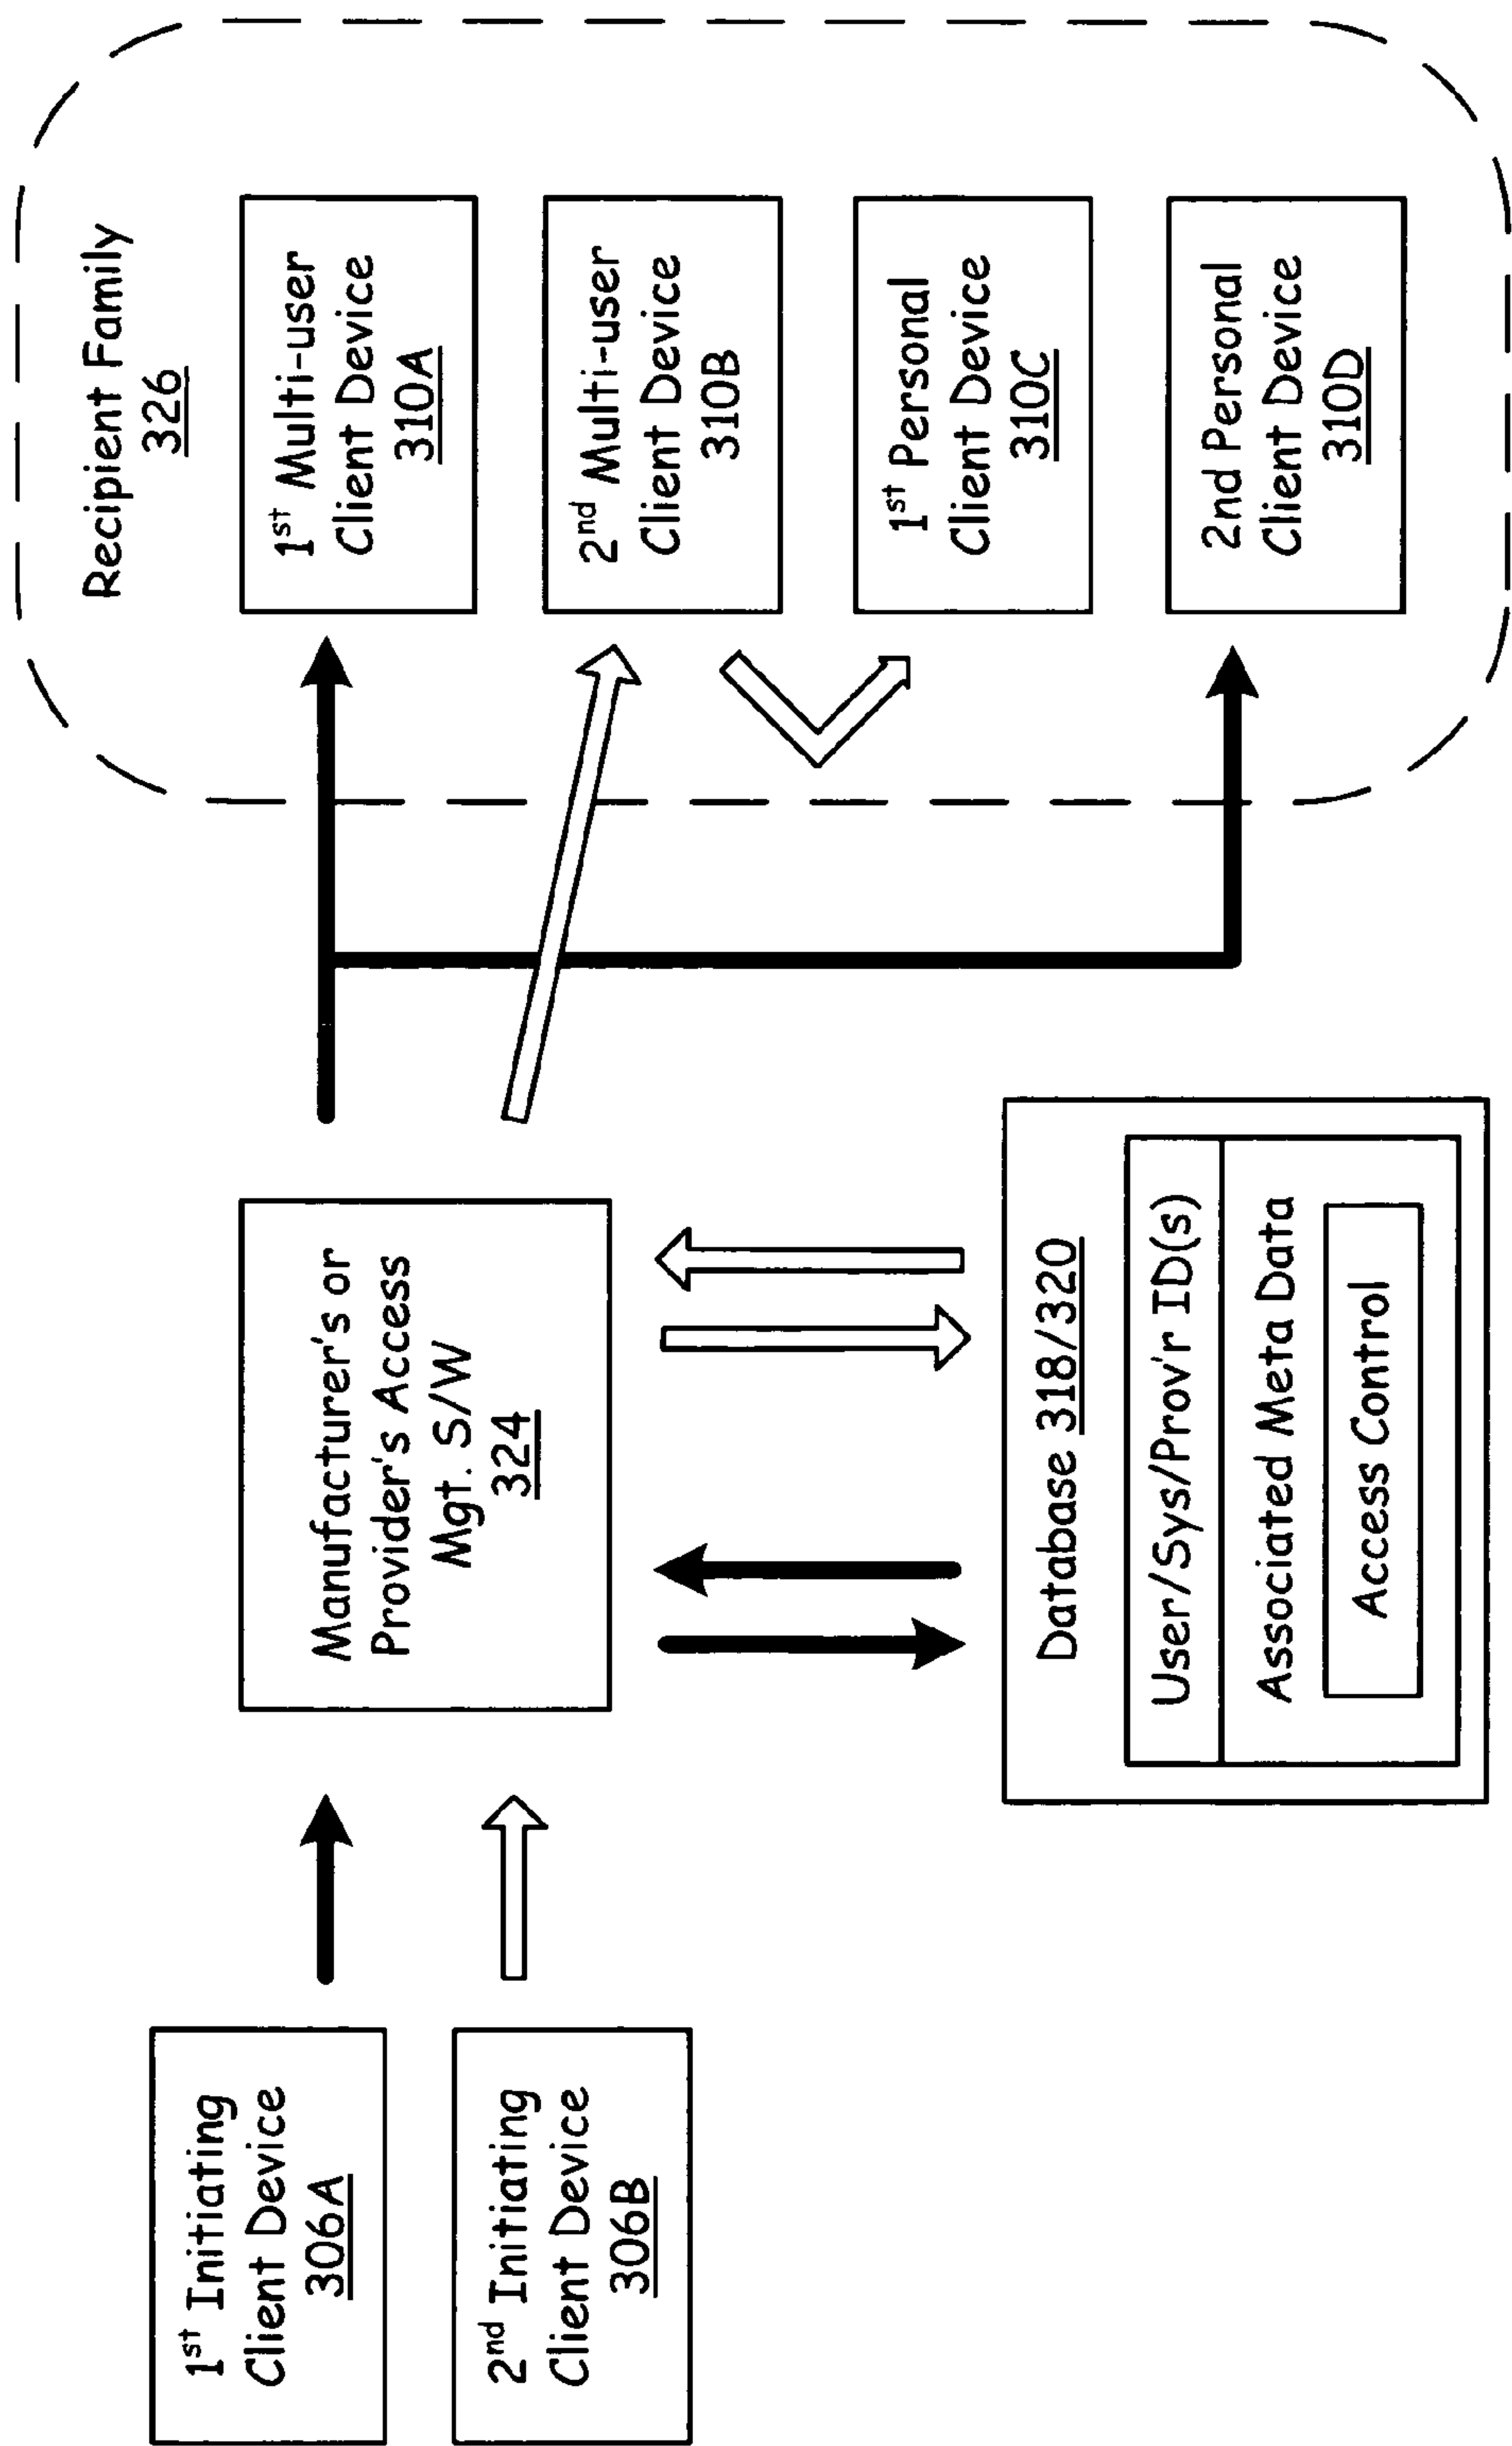 1st Initiating
Client Device
306A
2nd Initiating
Client Device
306B
Manufacturer's or
Provider's Access
Mgt. S/W
324
Database 318/320
User/Sys/Prov'r ID(s)
Associated Meta Data
Access Control
Recipient Family
326
1st Multi-user
Client Device
310A
2nd Multi-user
Client Device
310B
1st Personal
Client Device
310C
2nd Personal
Client Device
310D